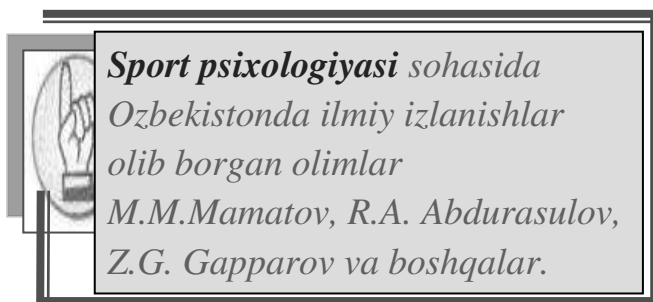 Sport psixologiyasi sohasida
Ozbekistonda ilmiy izlanishlar
olib borgan olimlar
M.M.Mamatov, R.A. Abdurasulov,
Z.G. Gapparov va boshqalar.